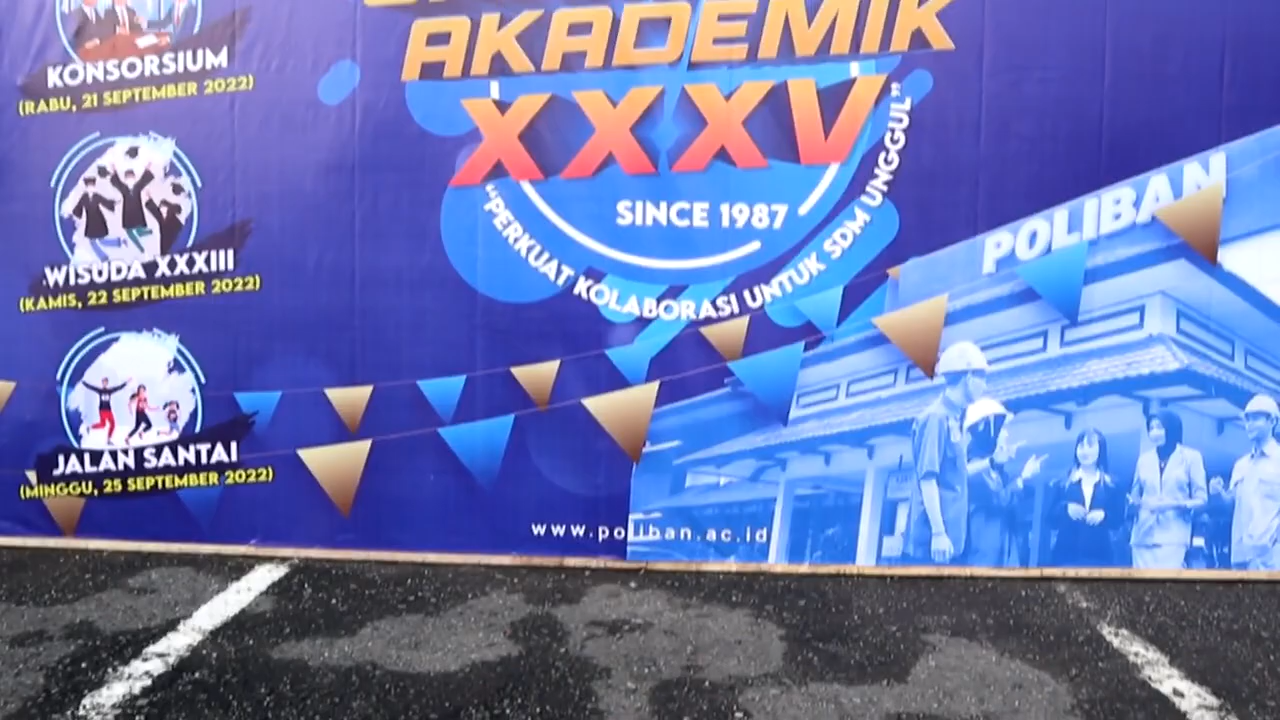 KONSORSIUM
(RABU, 21 SEPTEMBER 2022)
WISUDA XXXIII
(KAMIS, 22 SEPTEMBER 2022)
JALAN SANTAI
(MINGGU, 25 SEPTEMBER 2022)
AKADEMIK
XXXV
SINCE 1987
"PERKUAT KOLABORASI UNTUK SDM UNGGUL"
POLIBAN
www.poliban.ac.id